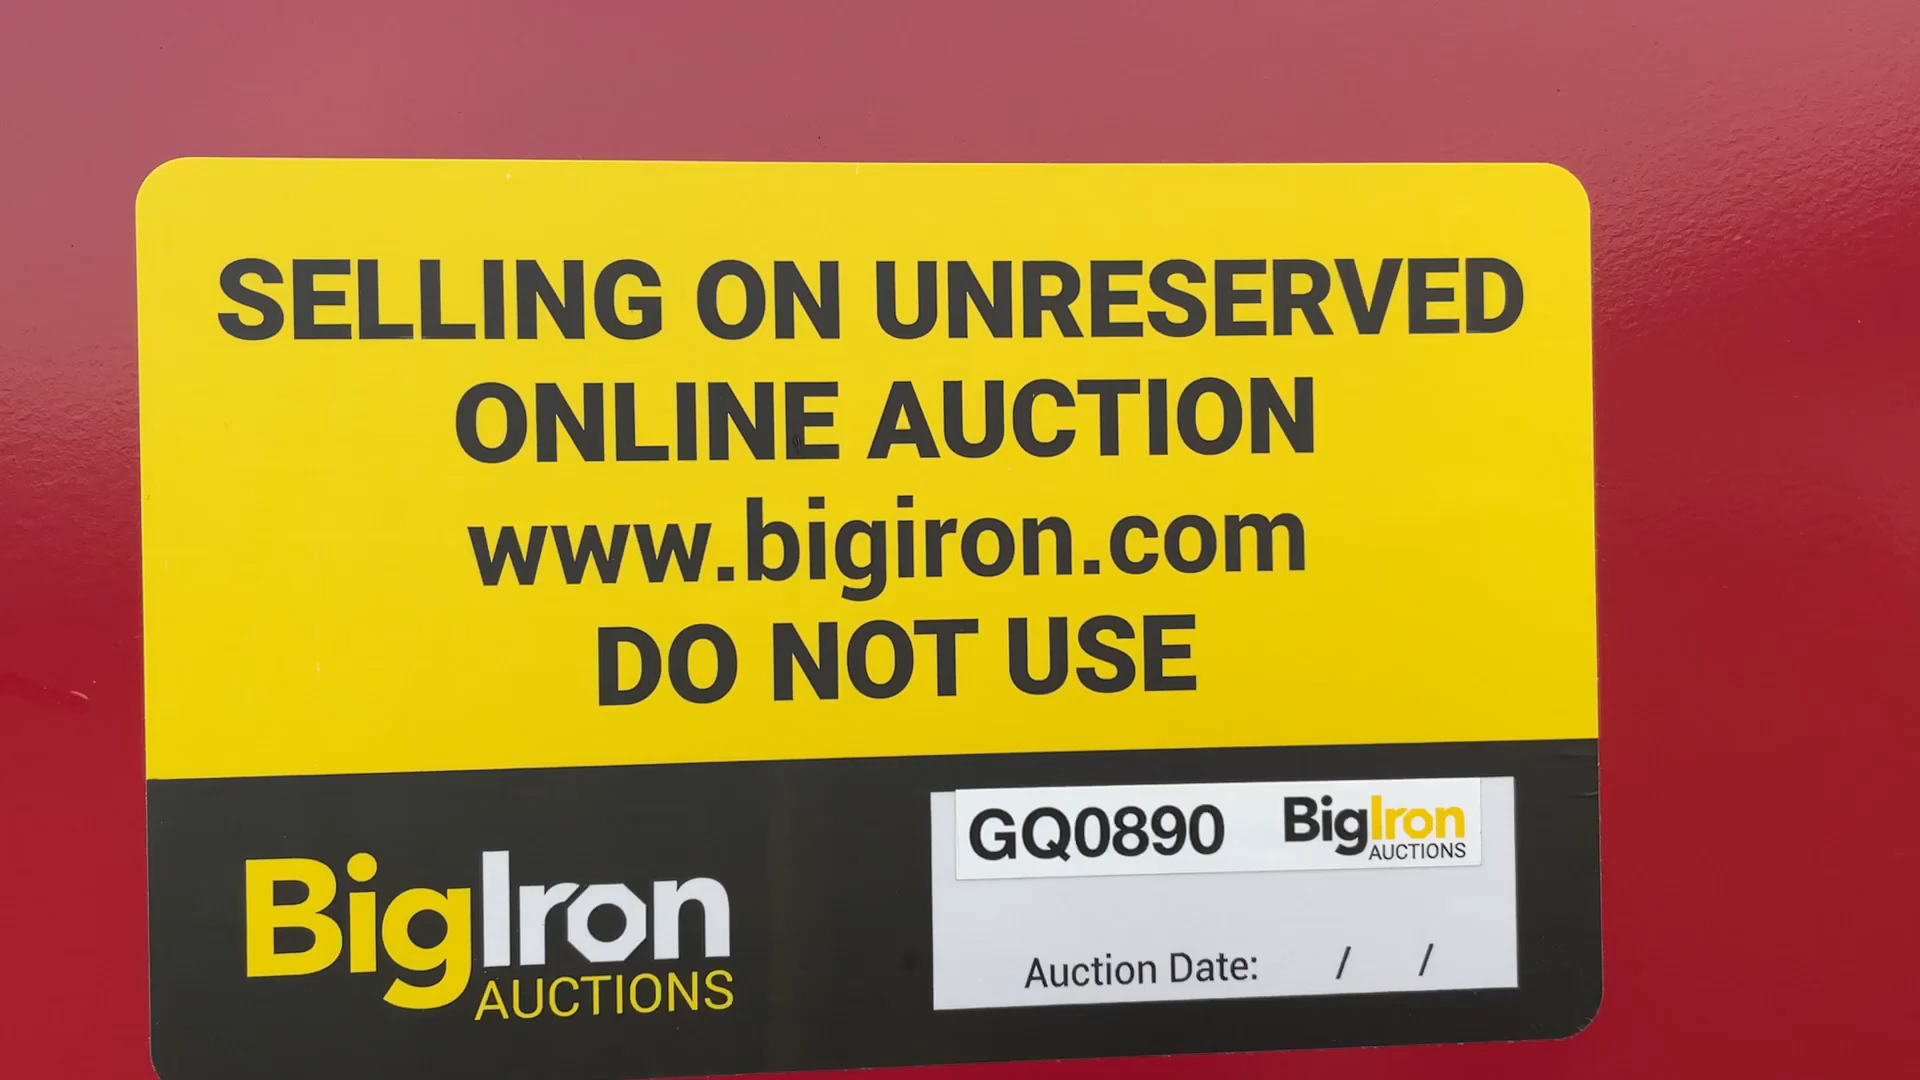 SELLING ON UNRESERVED
ONLINE AUCTION
www.bigiron.com
DO NOT USE
GQ0890 BigIron
AUCTIONS
BigIron
AUCTIONS
Auction Date: / /